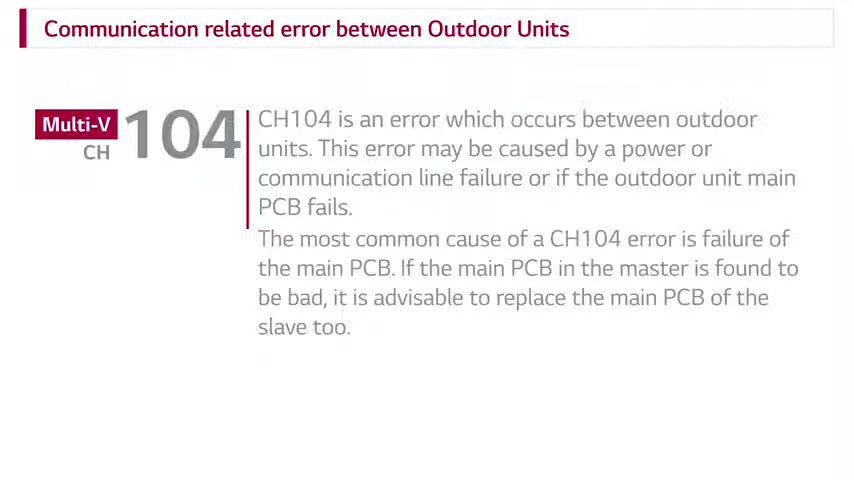 Communication related error between Outdoor Units
Multi-V
CH
104
CH104 is an error which occurs between outdoor
units. This error may be caused by a power or
communication line failure or if the outdoor unit main
PCB fails.
The most common cause of a CH104 error is failure of
the main PCB. If the main PCB in the master is found to
be bad, it is advisable to replace the main PCB of the
slave too.